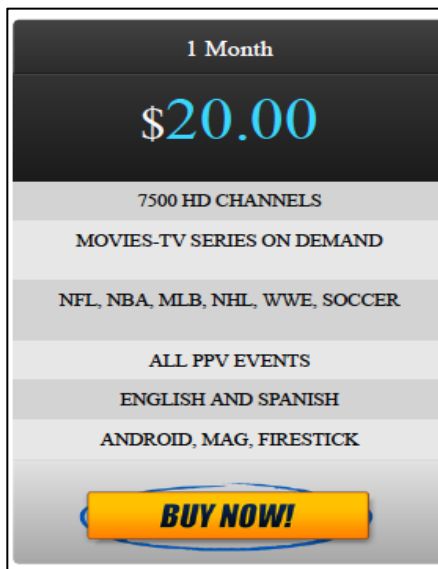 1 Month
$20.00
7500 HD CHANNELS
MOVIES-TV SERIES ON DEMAND
NFL, NBA, MLB, NHL, WWE, SOCCER
ALL PPV EVENTS
ENGLISH AND SPANISH
ANDROID, MAG, FIRESTICK
BUY NOW!